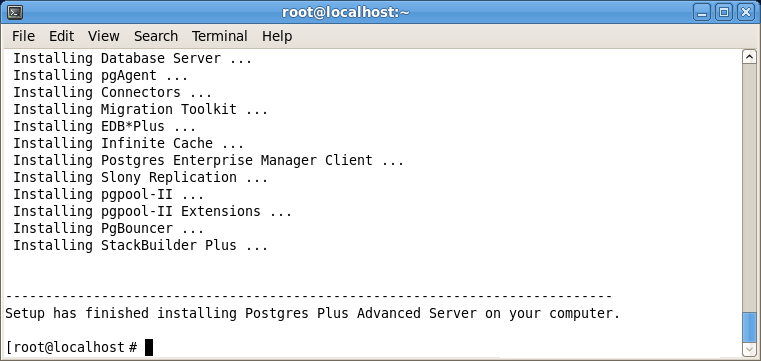 root@localhost:~
File Edit View Search Terminal Help
Installing Database Server ...
Installing pgAgent ...
Installing Connectors ...
Installing Migration Toolkit ...
Installing EDB*Plus ...
Installing Infinite Cache ...
Installing Postgres Enterprise Manager Client ...
Installing Slony Replication ...
Installing pgpool-II ...
Installing pgpool-II Extensions ...
Installing PgBouncer ...
Installing StackBuilder Plus ...
----------------------------------------------------------------------------
Setup has finished installing Postgres Plus Advanced Server on your computer.
[root@localhost #